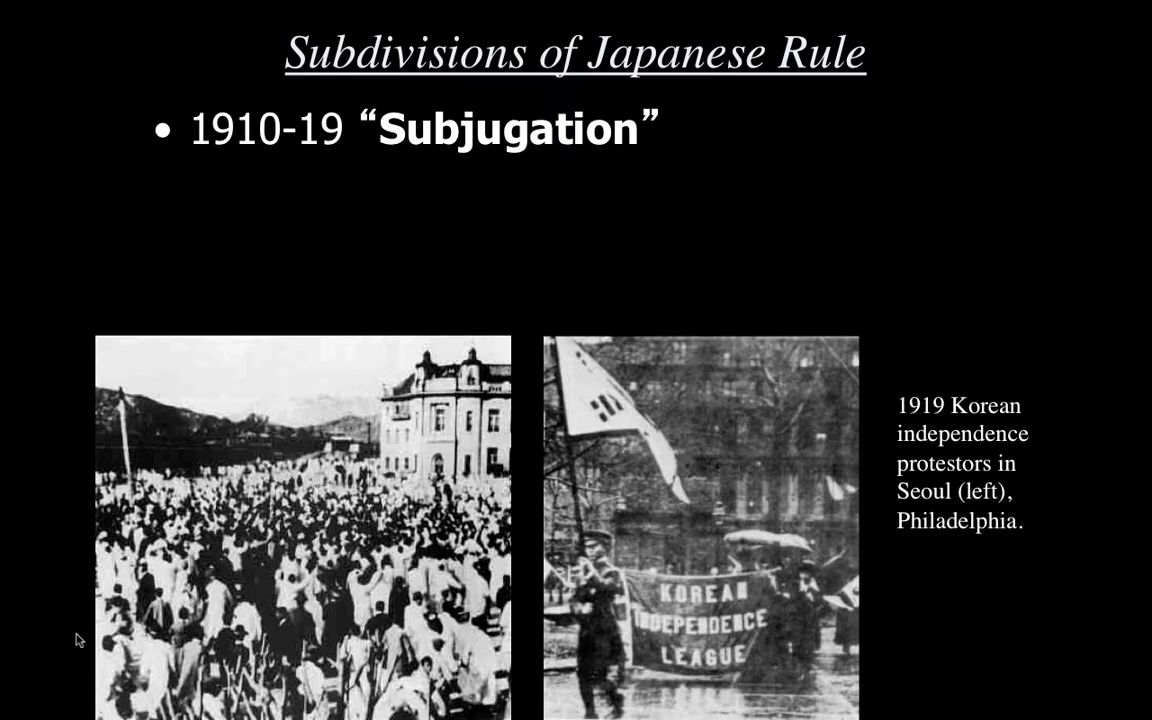 Subdivisions of Japanese Rule
• 1910-19 “Subjugation”
KOREAN
INDEPENDENCE
LEAGUE
1919 Korean
independence
protestors in
Seoul (left),
Philadelphia.